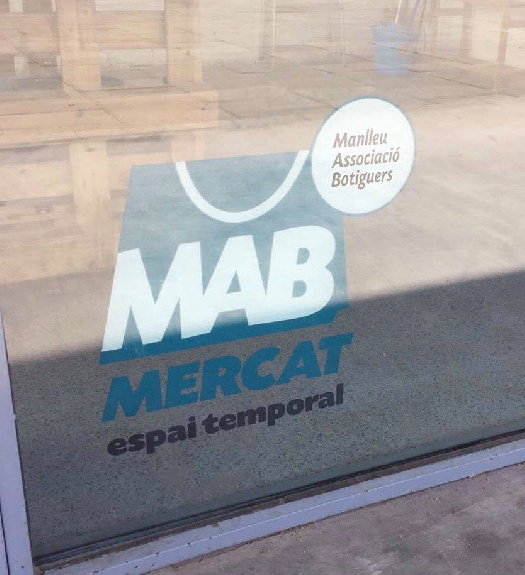 Manlleu
Associació
Botiguers
MAB
MERCAT
espai temporal